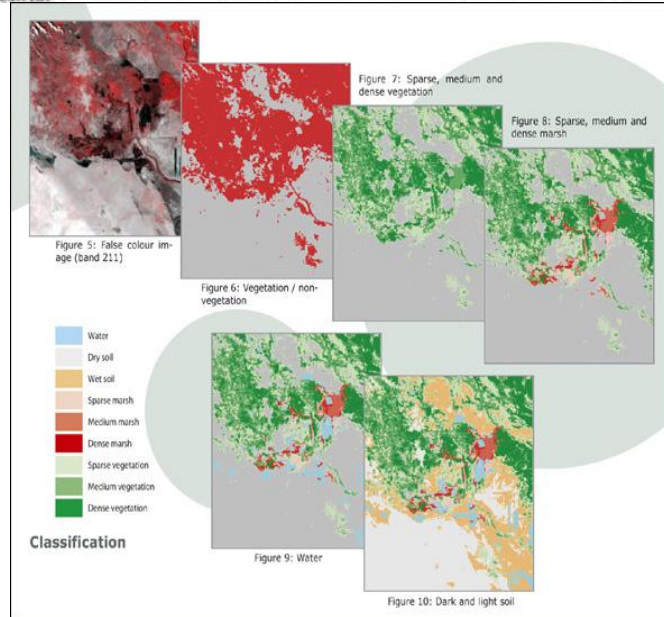 Figure 7: Sparse, medium and
dense vegetation
Figure 8: Sparse, medium and
dense marsh
Figure 5: False colour im-
age (band 211)
Figure 6: Vegetation / non-
vegetation
Water
Dry soil
Wet soil
Sparse marsh
Medium marsh
Dense marsh
Sparse vegetation
Medium vegetation
Dense vegetation
Classification
Figure 9: Water
Figure 10: Dark and light soil